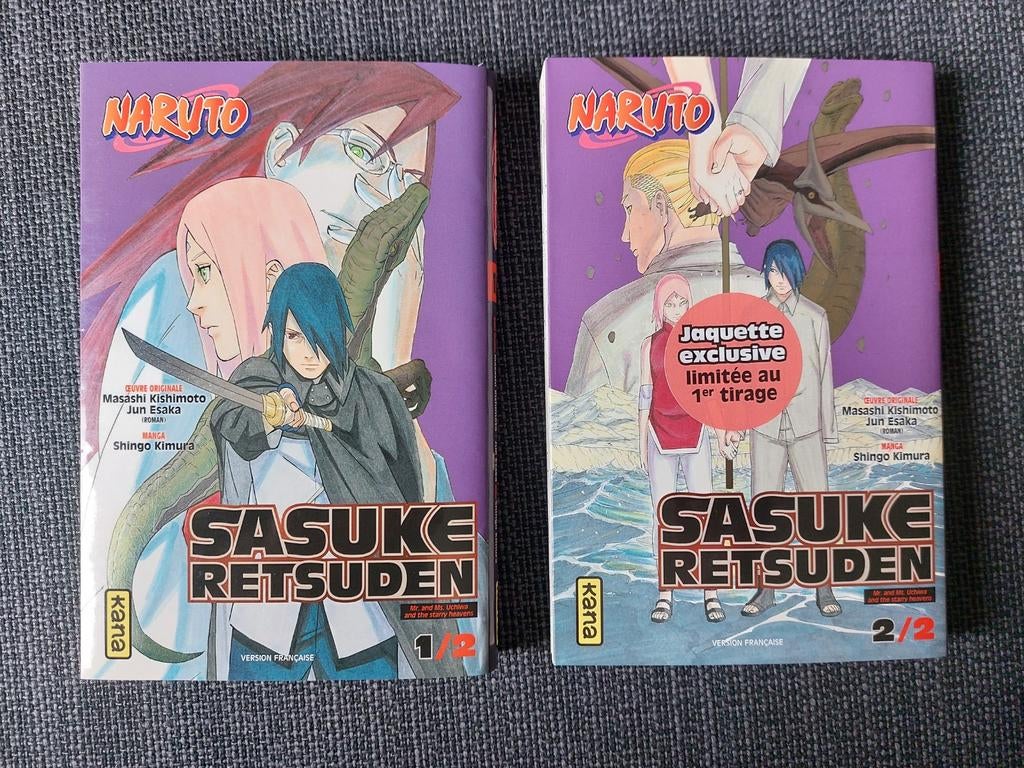 NARUTO
ŒUVRE ORIGINALE
Masashi Kishimoto
Jun Esaka
(ROMAN)
MANGA
Shingo Kimura
SASUKE
RETSUDEN
Mr. and Ms. Uchiwa
and the starry heavens
kana
1/2
VERSION FRANÇAISE
NARUTO
Jaquette
exclusive
limitée au
1er tirage
ŒUVRE ORIGINALE
Masashi Kishimoto
Jun Esaka
(ROMAN)
MANGA
Shingo Kimura
SASUKE
RETSUDEN
Mr. and Ms. Uchiwa
and the starry heavens
kana
2/2
VERSION FRANÇAISE